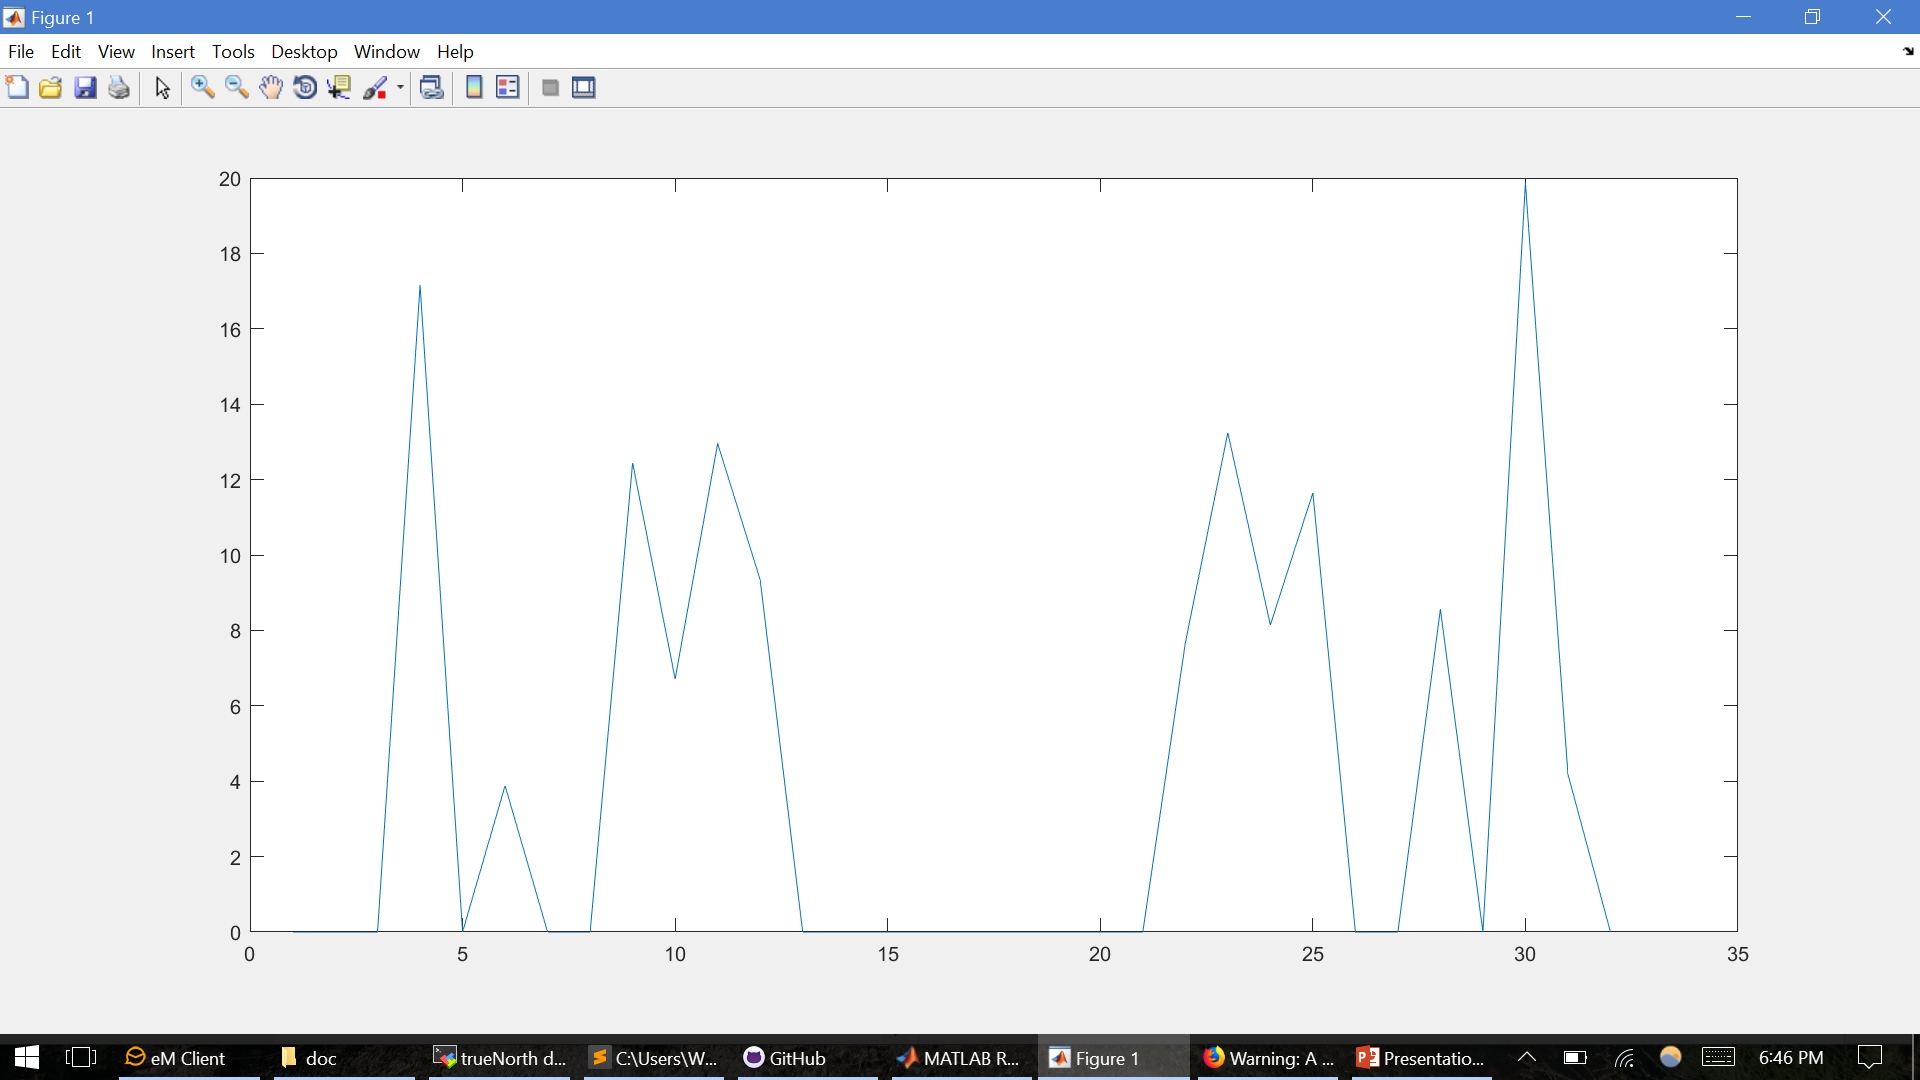 Figure 1
File Edit View Insert Tools Desktop Window Help
20
18
16
14
12
10
8
6
4
2
0
0 5 10 15 20 25 30 35
eM Client doc trueNorth d... C:\Users\W... GitHub MATLAB R... Figure 1 Warning: A ... Presentatio... 6:46 PM